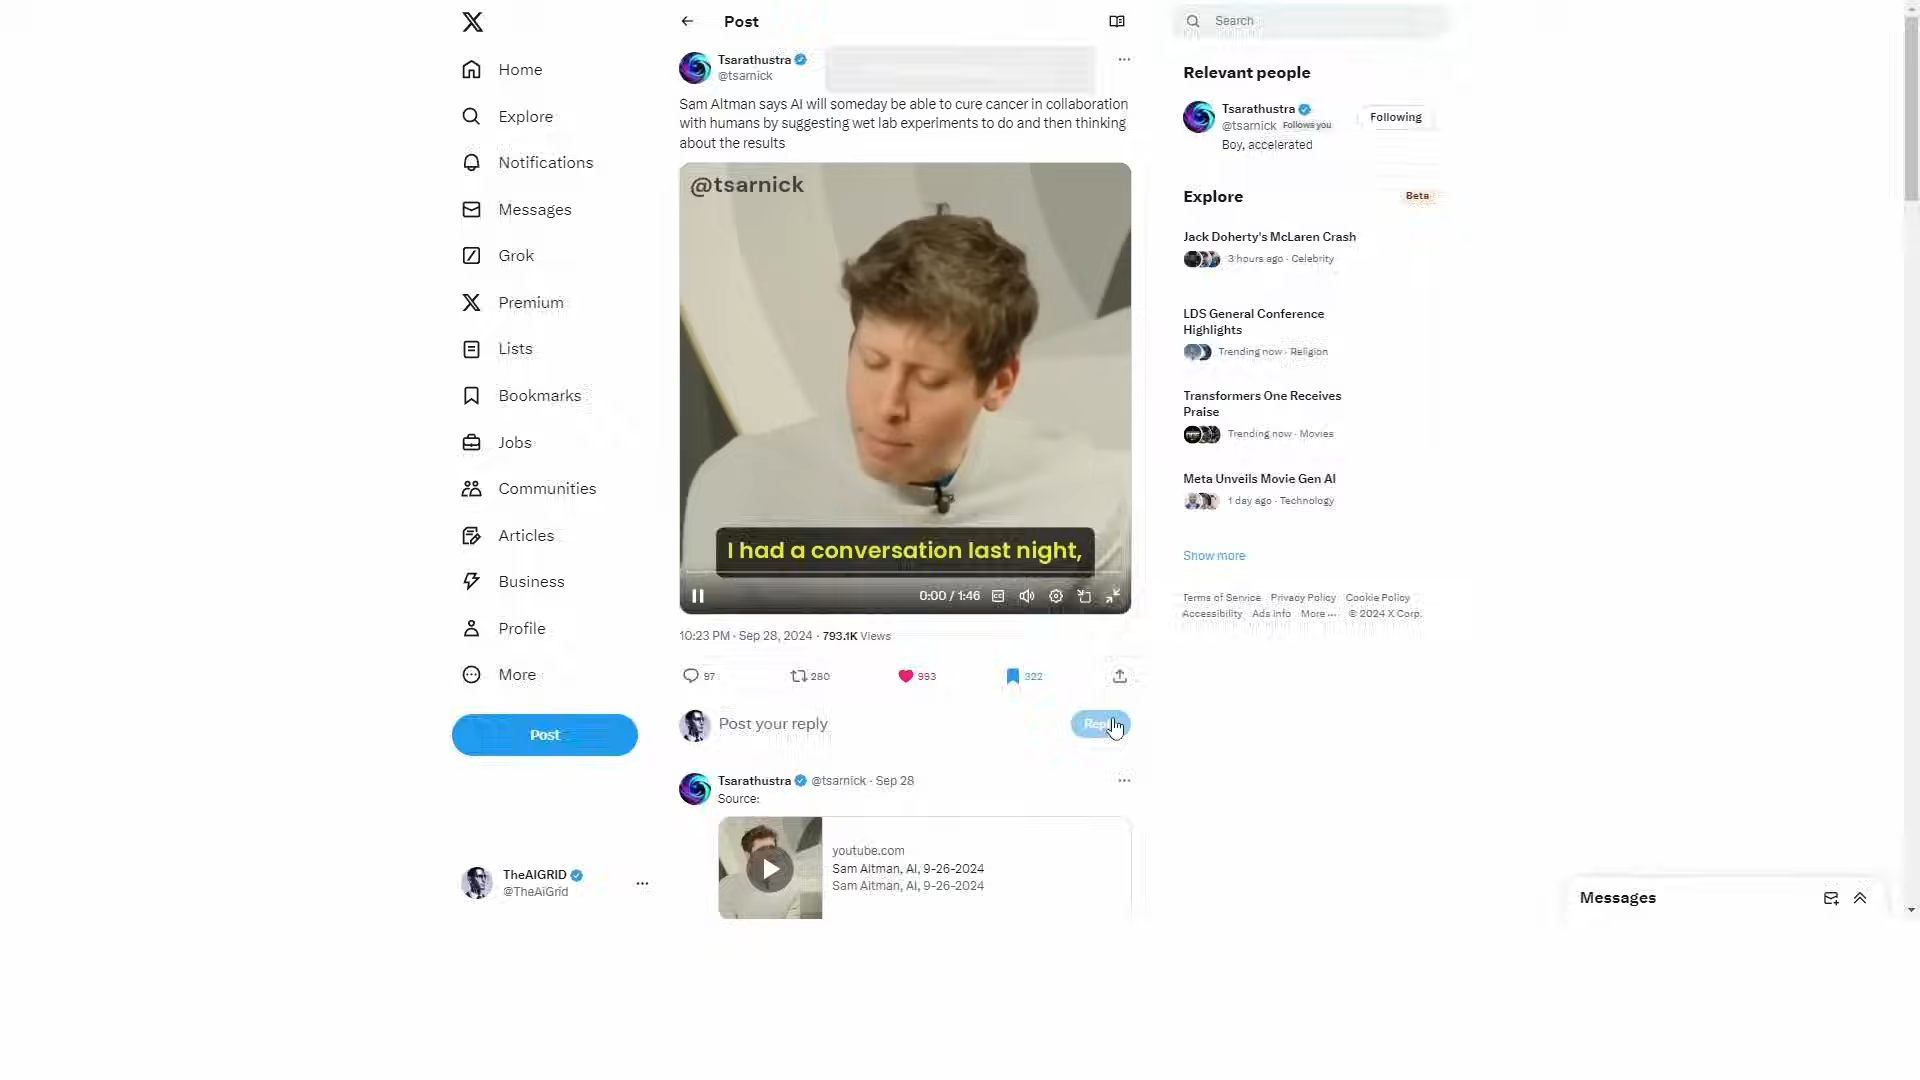 Home
Explore
Notifications
Messages
Grok
Premium
Lists
Bookmarks
Jobs
Communities
Articles
Business
Profile
More
Post
TheAIGRID
@TheAiGrid
Post
Tsarathustra
@tsarnick
Sam Altman says AI will someday be able to cure cancer in collaboration
with humans by suggesting wet lab experiments to do and then thinking
about the results
@tsarnick
I had a conversation last night,
0:00 / 1:46
10:23 PM · Sep 28, 2024 · 793.1K Views
97
280
993
322
Post your reply
Tsarathustra @tsarnick · Sep 28
Source:
youtube.com
Sam Altman, AI, 9-26-2024
Sam Altman, AI, 9-26-2024
Search
Relevant people
Tsarathustra
@tsarnick Follows you
Following
Boy, accelerated
Explore
Beta
Jack Doherty's McLaren Crash
3 hours ago · Celebrity
LDS General Conference
Highlights
Trending now · Religion
Transformers One Receives
Praise
Trending now · Movies
Meta Unveils Movie Gen AI
1 day ago · Technology
Show more
Terms of Service Privacy Policy Cookie Policy
Accessibility Ads info More ··· © 2024 X Corp.
Messages